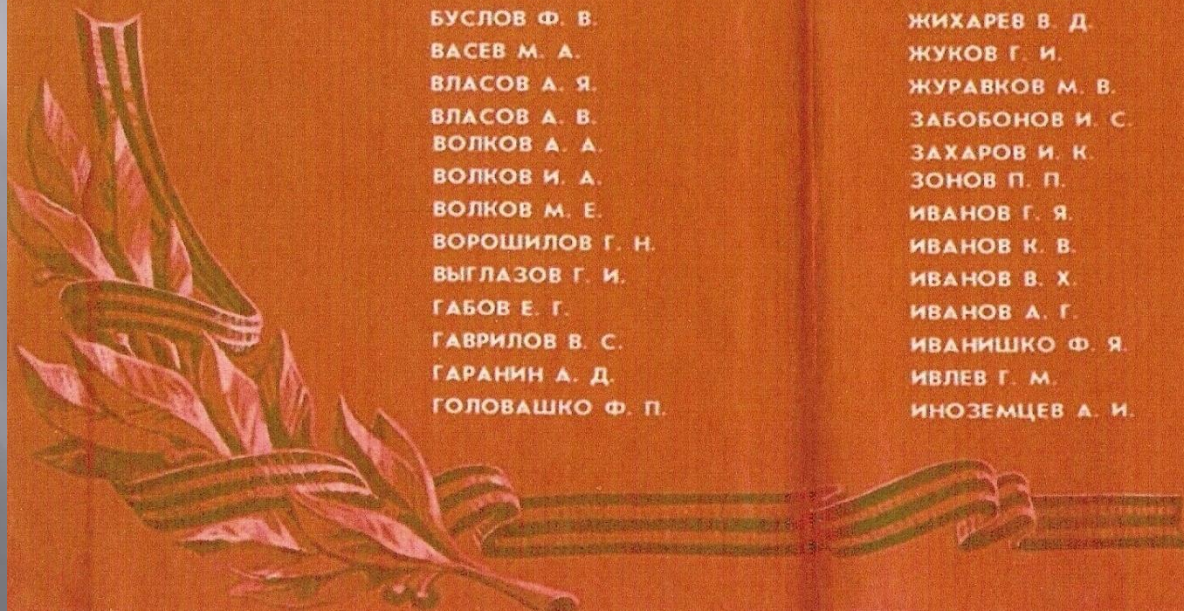 БУСЛОВ Ф. В.
ВАСЕВ М. А.
ВЛАСОВ А. Я.
ВЛАСОВ А. В.
ВОЛКОВ А. А.
ВОЛКОВ И. А.
ВОЛКОВ М. Е.
ВОРОШИЛОВ Г. Н.
ВЫГЛАЗОВ Г. И.
ГАБОВ Е. Г.
ГАВРИЛОВ В. С.
ГАРАНИН А. Д.
ГОЛОВАШКО Ф. П.
ЖИХАРЕВ В. Д.
ЖУКОВ Г. И.
ЖУРАВКОВ М. В.
ЗАБОБОНОВ И. С.
ЗАХАРОВ И. К.
ЗОНОВ П. П.
ИВАНОВ Г. Я.
ИВАНОВ К. В.
ИВАНОВ В. Х.
ИВАНОВ А. Г.
ИВАНИШКО Ф. Я.
ИВЛЕВ Г. М.
ИНОЗЕМЦЕВ А. И.